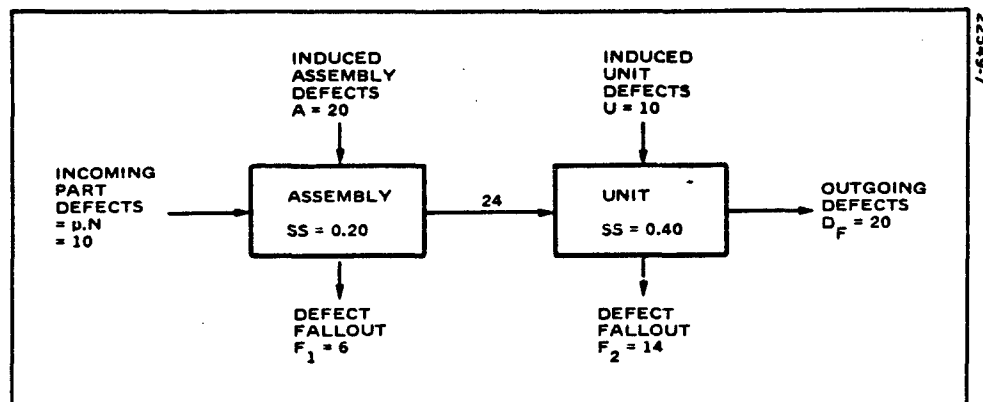 INDUCED
ASSEMBLY
DEFECTS
A = 20
INDUCED
UNIT
DEFECTS
U = 10
INCOMING
PART
DEFECTS
= p.N
= 10
ASSEMBLY
SS = 0.20
24
UNIT
SS = 0.40
OUTGOING
DEFECTS
D_F = 20
DEFECT
FALLOUT
F_1 = 6
DEFECT
FALLOUT
F_2 = 14